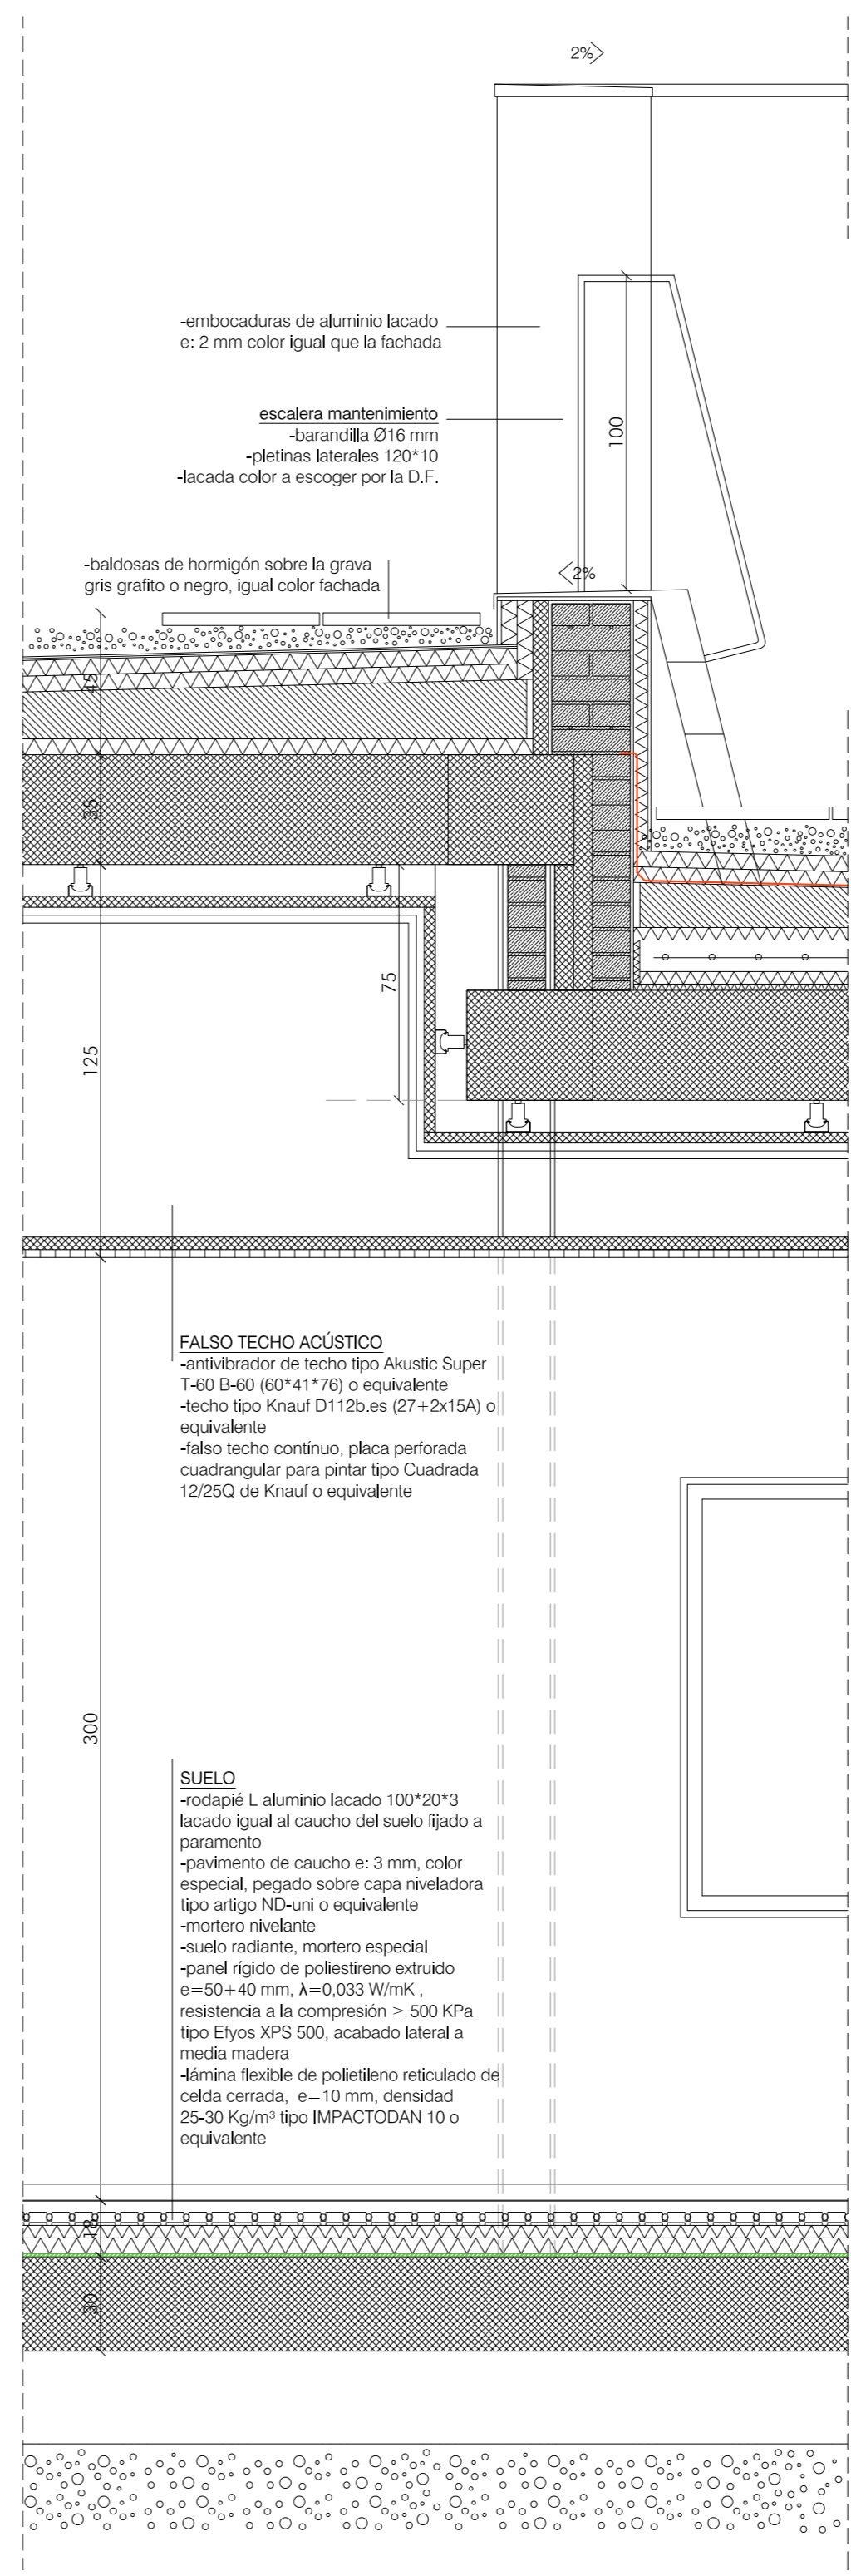 2%
-embocaduras de aluminio lacado
e: 2 mm color igual que la fachada
escalera mantenimiento
-barandilla Ø16 mm
-pletinas laterales 120*10
-lacada color a escoger por la D.F.
100
-baldosas de hormigón sobre la grava
gris grafito o negro, igual color fachada
2%
45
35
75
125
FALSO TECHO ACÚSTICO
-antivibrador de techo tipo Akustic Super
T-60 B-60 (60*41*76) o equivalente
-techo tipo Knauf D112b.es (27+2x15A) o
equivalente
-falso techo contínuo, placa perforada
cuadrangular para pintar tipo Cuadrada
12/25Q de Knauf o equivalente
300
SUELO
-rodapié L aluminio lacado 100*20*3
lacado igual al caucho del suelo fijado a
paramento
-pavimento de caucho e: 3 mm, color
especial, pegado sobre capa niveladora
tipo artigo ND-uni o equivalente
-mortero nivelante
-suelo radiante, mortero especial
-panel rígido de poliestireno extruido
e=50+40 mm, λ=0,033 W/mK ,
resistencia a la compresión ≥ 500 KPa
tipo Efyos XPS 500, acabado lateral a
media madera
-lámina flexible de polietileno reticulado de
celda cerrada, e=10 mm, densidad
25-30 Kg/m³ tipo IMPACTODAN 10 o
equivalente
18
30